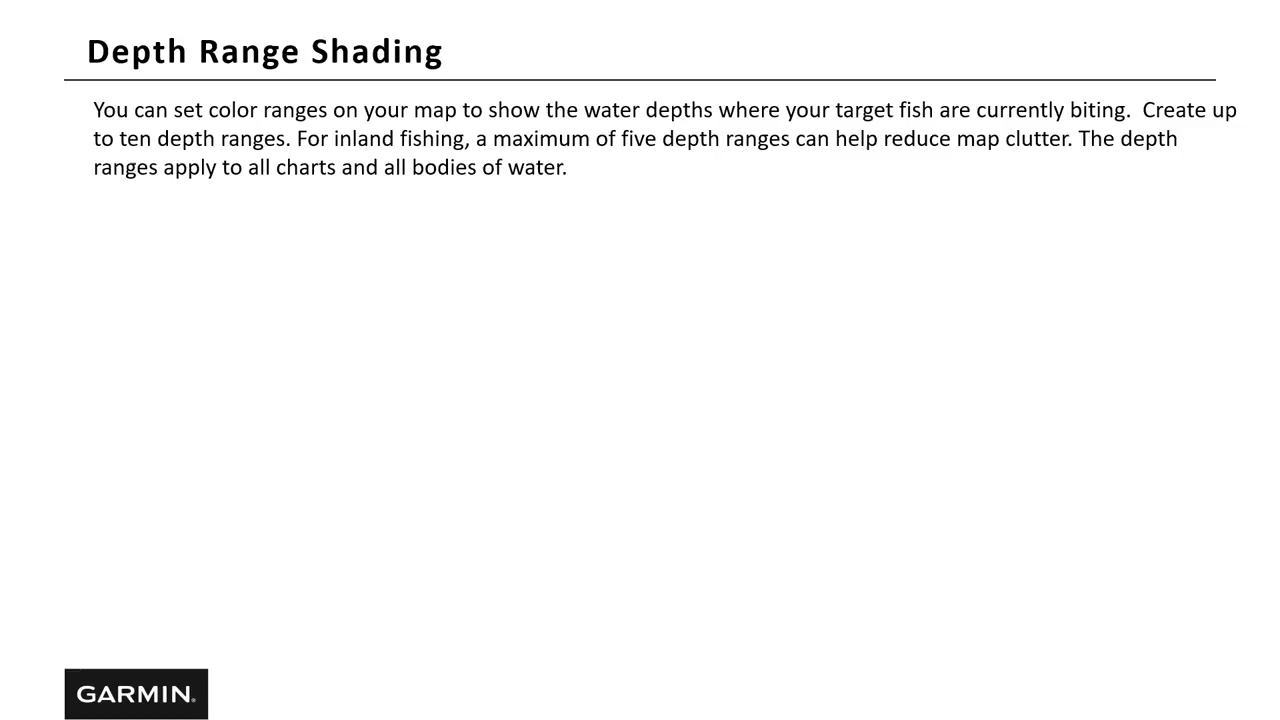 Depth Range Shading
You can set color ranges on your map to show the water depths where your target fish are currently biting.  Create up
to ten depth ranges. For inland fishing, a maximum of five depth ranges can help reduce map clutter. The depth
ranges apply to all charts and all bodies of water.
GARMIN.